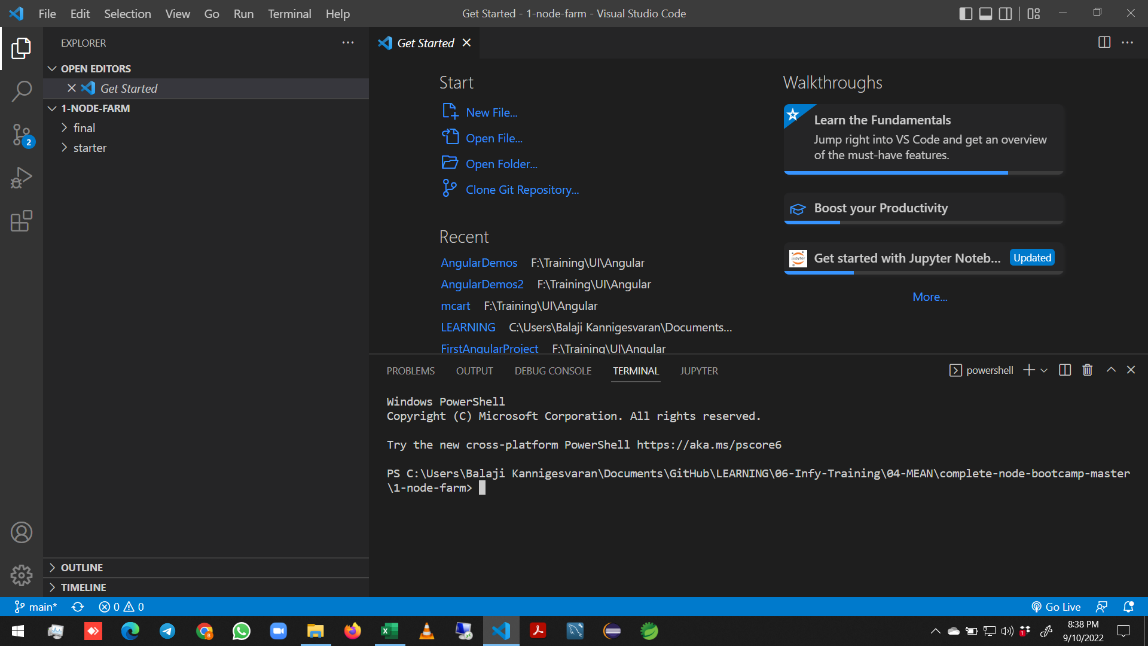 File Edit Selection View Go Run Terminal Help
Get Started - 1-node-farm - Visual Studio Code
EXPLORER
OPEN EDITORS
Get Started
1-NODE-FARM
final
starter
2
OUTLINE
TIMELINE
Get Started
Start
New File...
Open File...
Open Folder...
Clone Git Repository...
Recent
AngularDemos F:\Training\UI\Angular
AngularDemos2 F:\Training\UI\Angular
mcart F:\Training\UI\Angular
LEARNING C:\Users\Balaji Kannigesvaran\Documents...
FirstAngularProject F:\Training\UI\Angular
Walkthroughs
Learn the Fundamentals
Jump right into VS Code and get an overview
of the must-have features.
Boost your Productivity
Get started with Jupyter Noteb... Updated
More...
PROBLEMS OUTPUT DEBUG CONSOLE TERMINAL JUPYTER powershell
Windows PowerShell
Copyright (C) Microsoft Corporation. All rights reserved.
Try the new cross-platform PowerShell https://aka.ms/pscore6
PS C:\Users\Balaji Kannigesvaran\Documents\GitHub\LEARNING\06-Infy-Training\04-MEAN\complete-node-bootcamp-master
\1-node-farm>
main* 0 0 Go Live
8:38 PM
9/10/2022